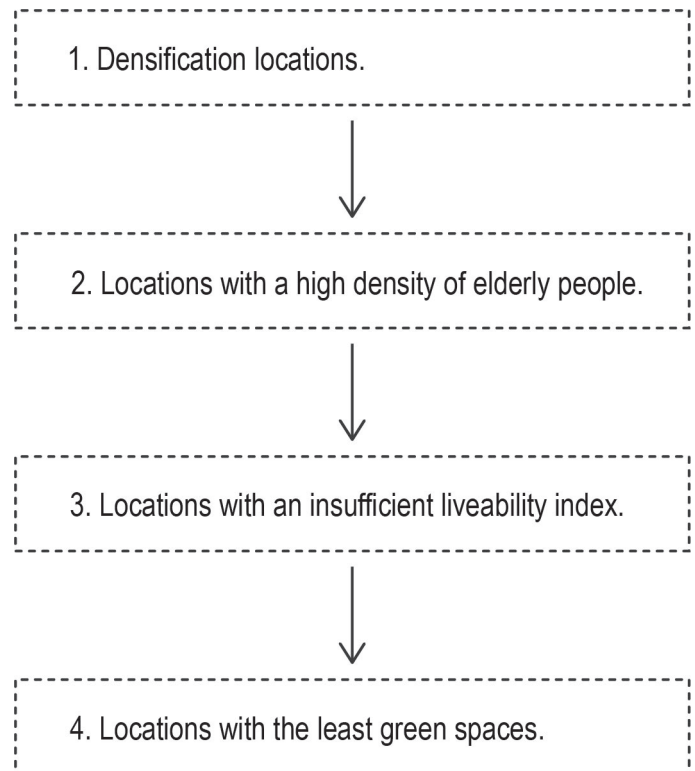 1. Densification locations.
2. Locations with a high density of elderly people.
3. Locations with an insufficient liveability index.
4. Locations with the least green spaces.